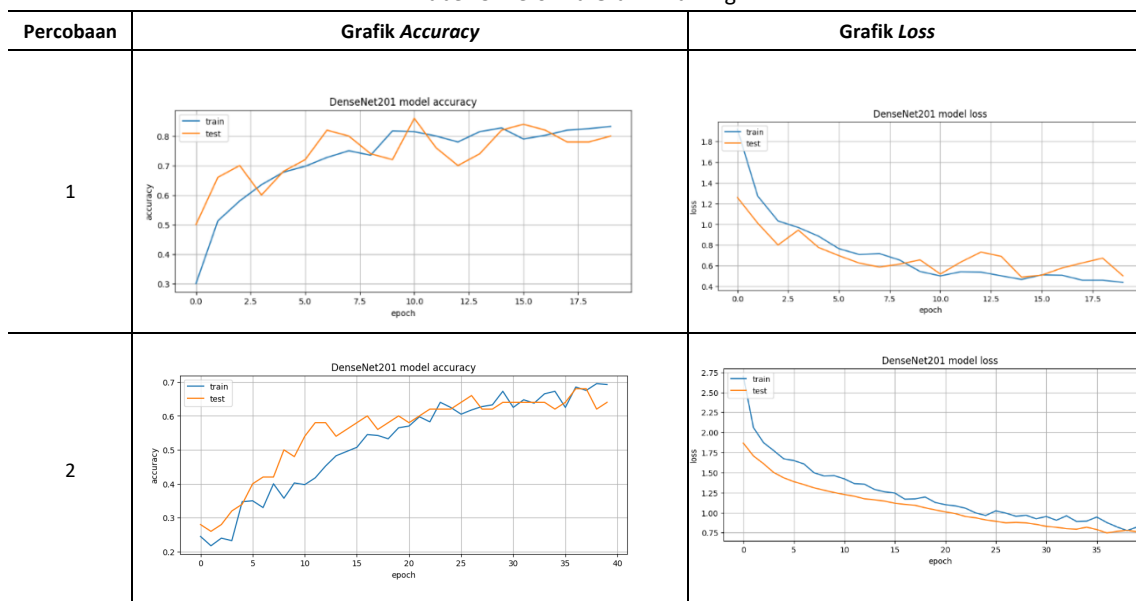 Percobaan Grafik Accuracy Grafik Loss
1
DenseNet201 model accuracy
train
test
0.8
0.7
0.6
0.5
0.4
0.3
accuracy
0.0 2.5 5.0 7.5 10.0 12.5 15.0 17.5
epoch
DenseNet201 model loss
train
test
1.8
1.6
1.4
1.2
1.0
0.8
0.6
0.4
loss
0.0 2.5 5.0 7.5 10.0 12.5 15.0 17.5
epoch
2
DenseNet201 model accuracy
train
test
0.7
0.6
0.5
0.4
0.3
0.2
accuracy
0 5 10 15 20 25 30 35 40
epoch
DenseNet201 model loss
train
test
2.75
2.50
2.25
2.00
1.75
1.50
1.25
1.00
0.75
loss
0 5 10 15 20 25 30 35
epoch